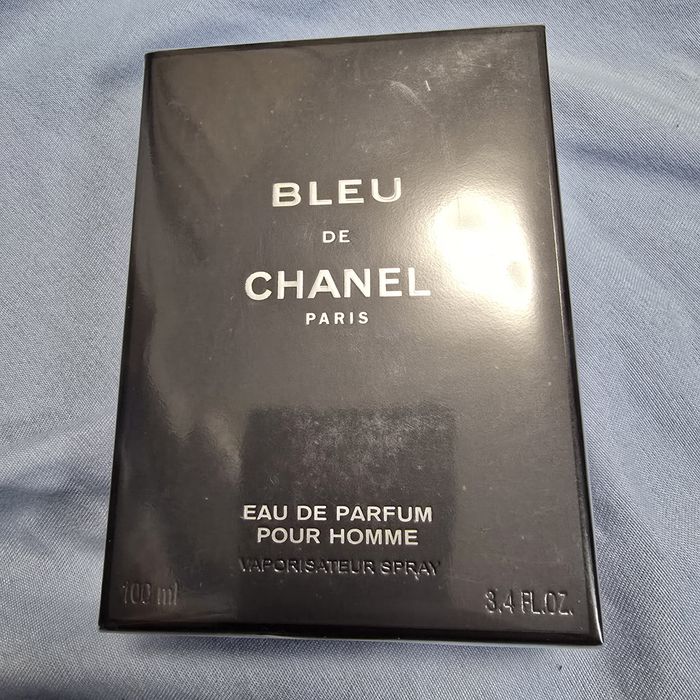 BLEU
DE
CHANEL
PARIS
EAU DE PARFUM
POUR HOMME
VAPORISATEUR SPRAY
100 ml 3.4 FL.OZ.